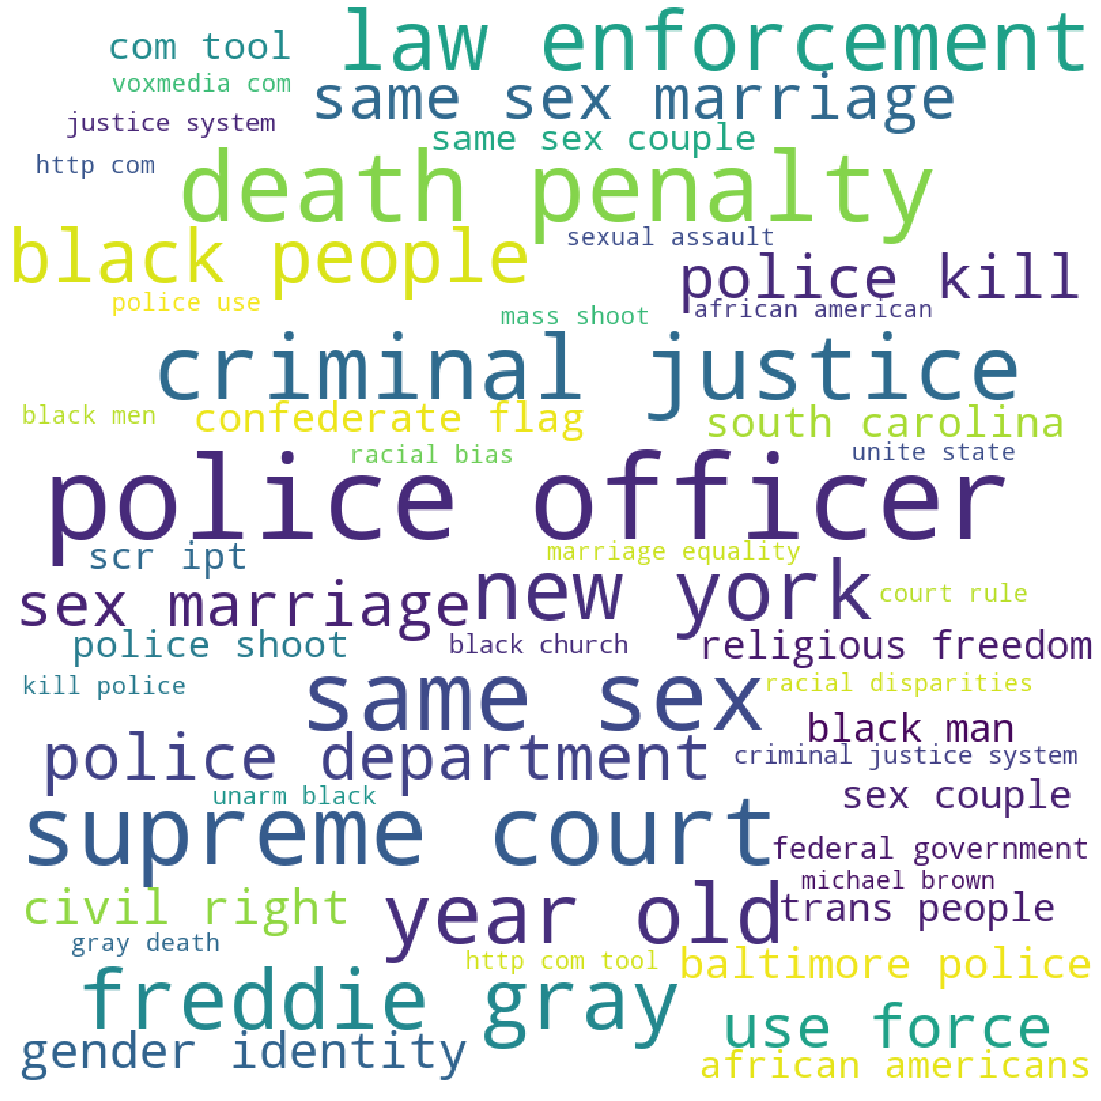 law enforcement
com tool
voxmedia com
same sex marriage
justice system
same sex couple
http com
death penalty
black people
sexual assault
police kill
police use
mass shoot
african american
criminal justice
black men
confederate flag
south carolina
racial bias
unite state
police officer
scr ipt
marriage equality
sex marriage
new york
court rule
police shoot
black church
religious freedom
kill police
same sex
racial disparities
black man
police department
criminal justice system
unarm black
sex couple
supreme court
federal government
michael brown
civil right
year old
trans people
gray death
http com tool
baltimore police
freddie gray
use force
gender identity
african americans